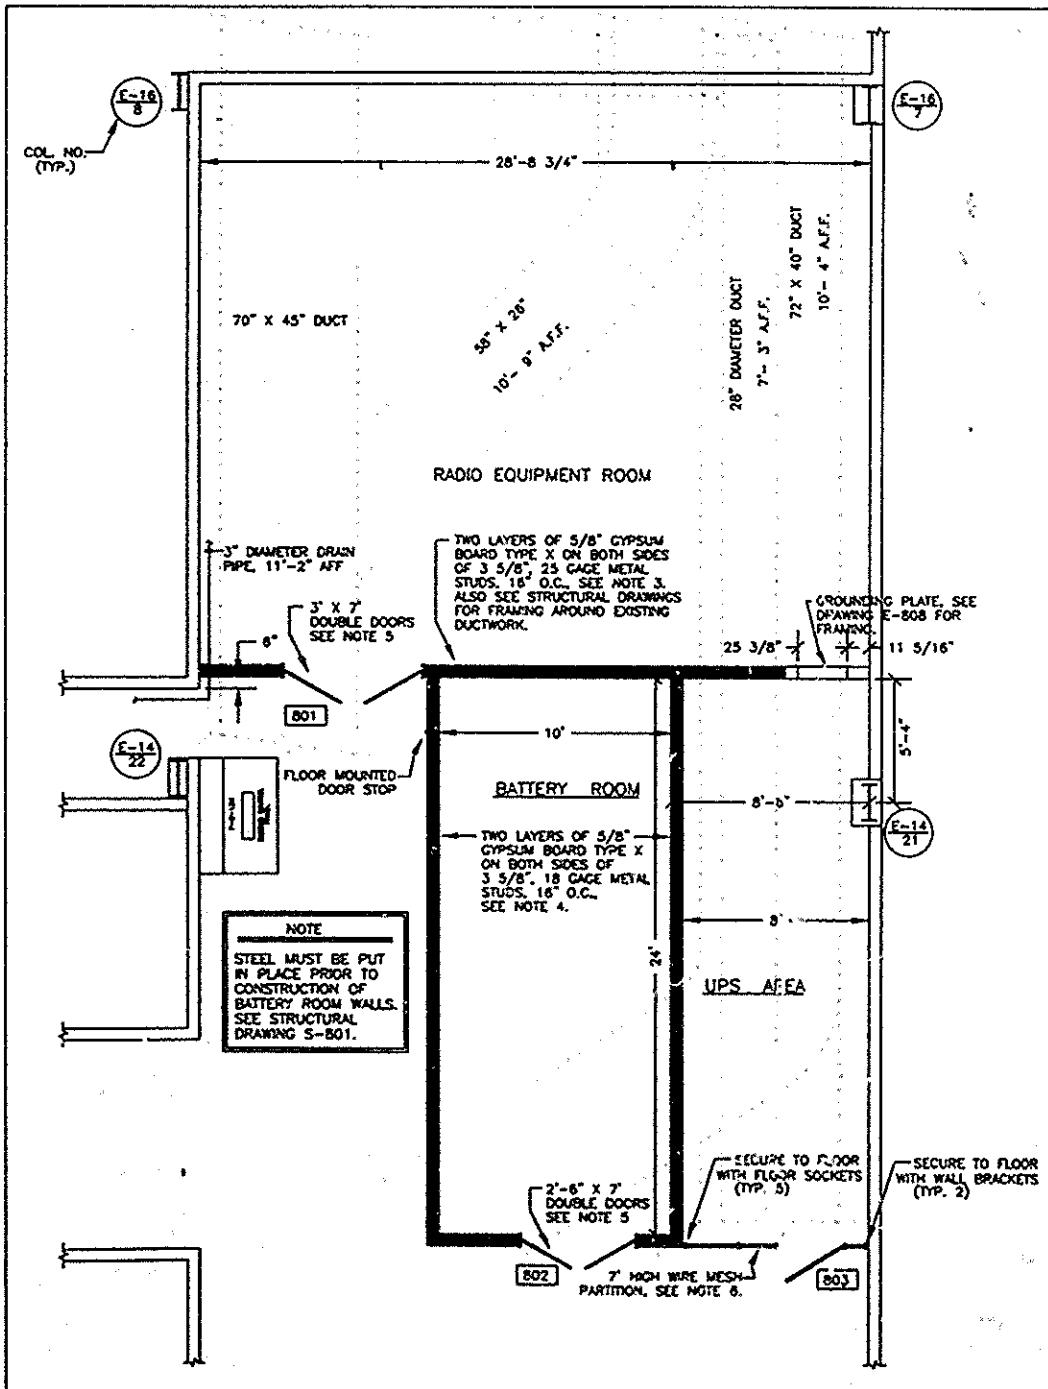 E-16
8
E-16
7
COL. NO.
(TYP.)
28'-8 3/4"
70" X 45" DUCT
58" X 26"
10'- 9" A.F.F.
28" DIAMETER DUCT
7'- 3" A.F.F.
72" X 40" DUCT
10'- 4" A.F.F.
RADIO EQUIPMENT ROOM
3" DIAMETER DRAIN
PIPE, 11'-2" AFF
TWO LAYERS OF 5/8" GYPSUM
BOARD TYPE X ON BOTH SIDES
OF 3 5/8", 25 GAGE METAL
STUDS, 16" O.C., SEE NOTE 3.
ALSO SEE STRUCTURAL DRAWINGS
FOR FRAMING AROUND EXISTING
DUCTWORK.
3' X 7'
DOUBLE DOORS
SEE NOTE 5
6"
GROUNDING PLATE, SEE
DRAWING E-808 FOR
FRAMING.
25 3/8"
11 5/16"
801
E-14
22
10'
5'-4"
FLOOR MOUNTED
DOOR STOP
BATTERY ROOM
8'-6"
E-14
21
TWO LAYERS OF 5/8"
GYPSUM BOARD TYPE X
ON BOTH SIDES OF
3 5/8", 18 GAGE METAL
STUDS, 16" O.C.,
SEE NOTE 4.
8'
NOTE
STEEL MUST BE PUT
IN PLACE PRIOR TO
CONSTRUCTION OF
BATTERY ROOM WALLS.
SEE STRUCTURAL
DRAWING S-801.
24'
UPS AREA
SECURE TO FLOOR
WITH FLOOR SOCKETS
(TYP. 5)
SECURE TO FLOOR
WITH WALL BRACKETS
(TYP. 2)
2'-6" X 7'
DOUBLE DOORS
SEE NOTE 5
802
7' HIGH WIRE MESH
PARTITION, SEE NOTE 6.
803